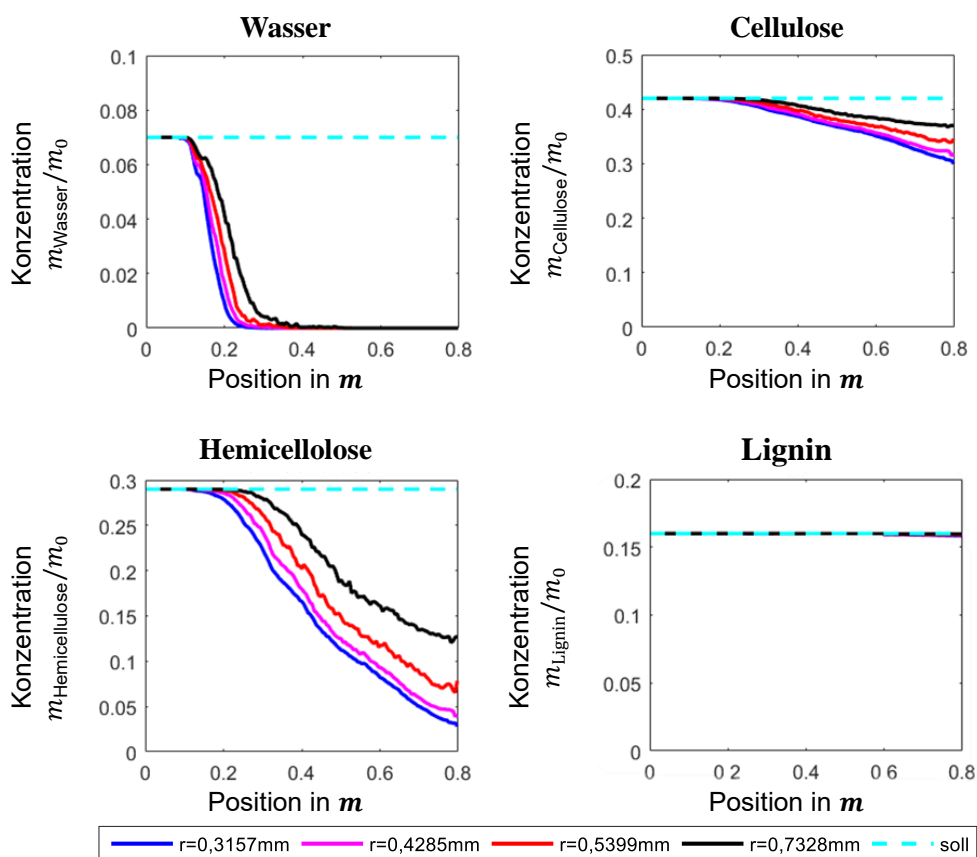 Wasser
Konzentration
m_Wasser/m_0
0.1
0.08
0.06
0.04
0.02
0
0 0.2 0.4 0.6 0.8
Position in m
Cellulose
Konzentration
m_Cellulose/m_0
0.5
0.4
0.3
0.2
0.1
0
0 0.2 0.4 0.6 0.8
Position in m
Hemicellolose
Konzentration
m_Hemicellulose/m_0
0.3
0.25
0.2
0.15
0.1
0.05
0
0 0.2 0.4 0.6 0.8
Position in m
Lignin
Konzentration
m_Lignin/m_0
0.2
0.15
0.1
0.05
0
0 0 2 0.4 0 6 0.8
Position in m
r=0,3157mm r=0,4285mm r=0,5399mm r=0,7328mm soll